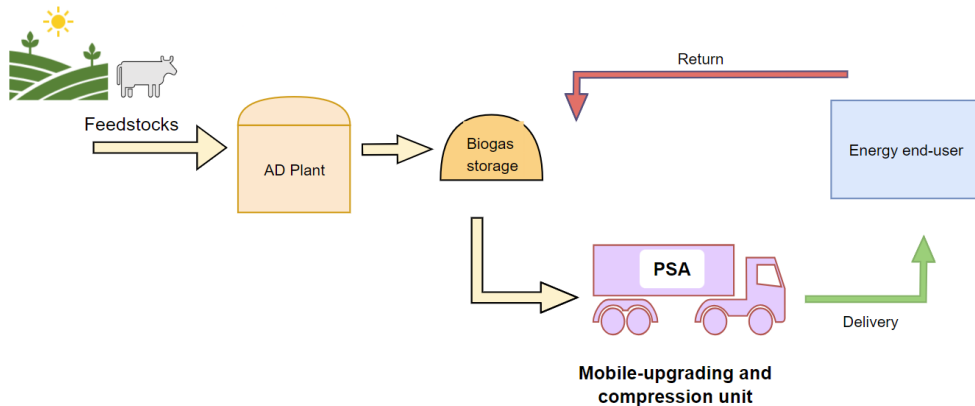 Return
Feedstocks
AD Plant
Biogas
storage
Energy end-user
PSA
Delivery
Mobile-upgrading and
compression unit